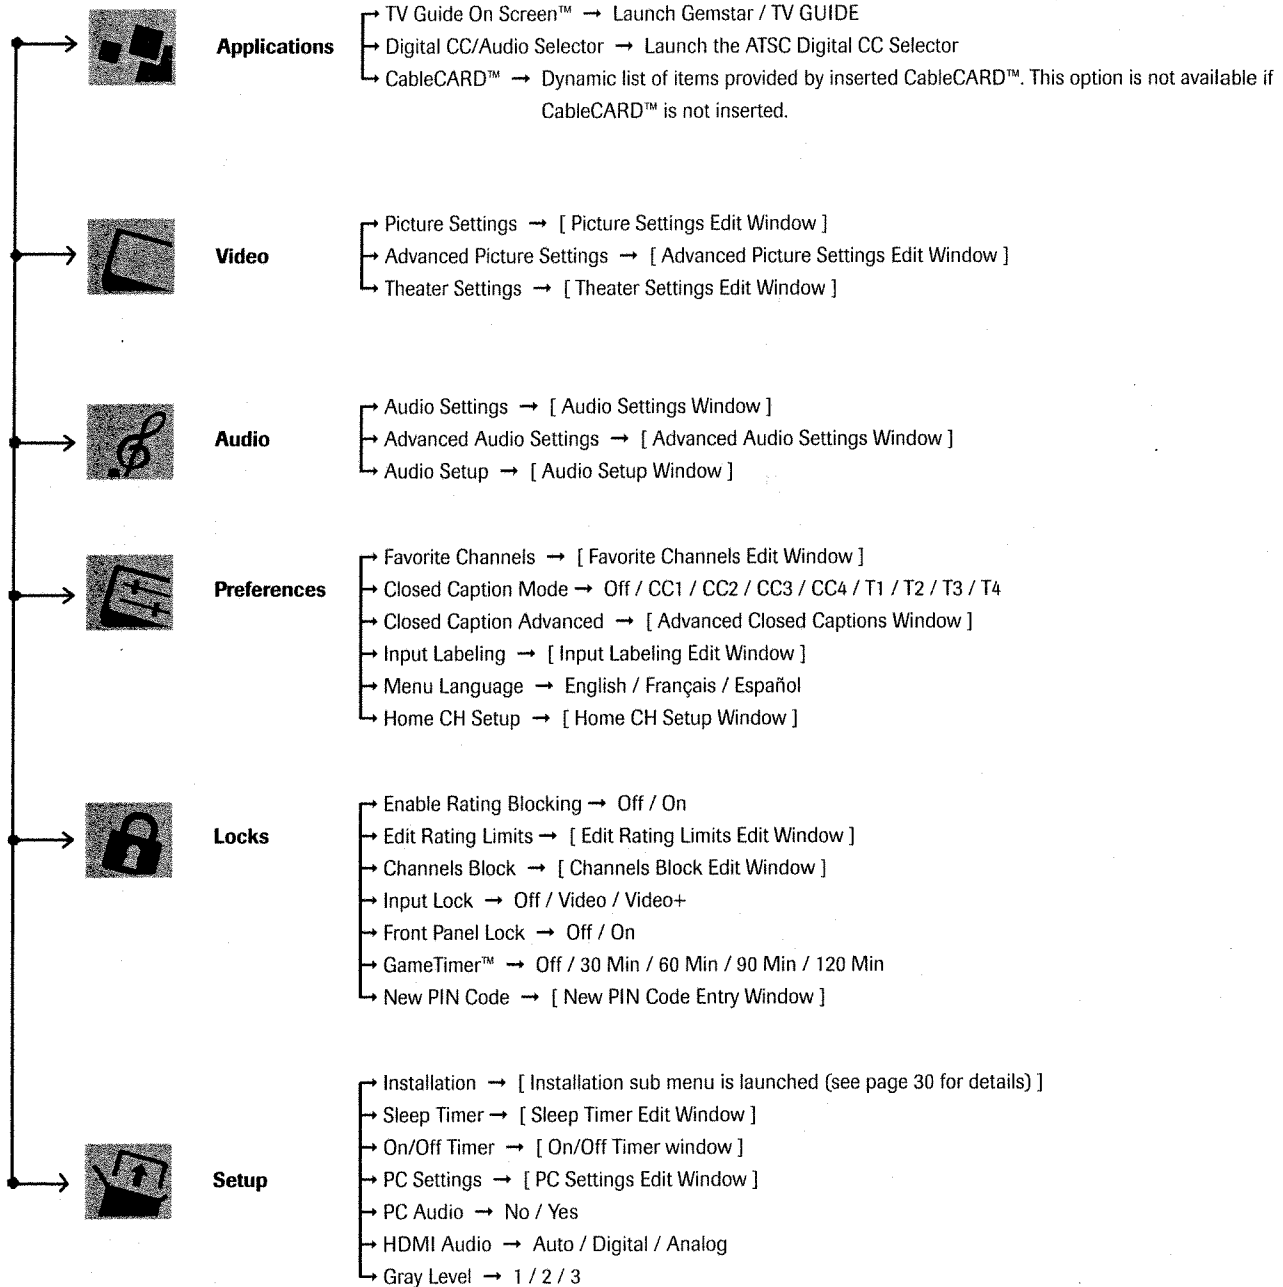 Applications
→ TV Guide On Screen™ → Launch Gemstar / TV GUIDE
→ Digital CC/Audio Selector → Launch the ATSC Digital CC Selector
→ CableCARD™ → Dynamic list of items provided by inserted CableCARD™. This option is not available if
CableCARD™ is not inserted.
Video
→ Picture Settings → [ Picture Settings Edit Window ]
→ Advanced Picture Settings → [ Advanced Picture Settings Edit Window ]
→ Theater Settings → [ Theater Settings Edit Window ]
Audio
→ Audio Settings → [ Audio Settings Window ]
→ Advanced Audio Settings → [ Advanced Audio Settings Window ]
→ Audio Setup → [ Audio Setup Window ]
Preferences
→ Favorite Channels → [ Favorite Channels Edit Window ]
→ Closed Caption Mode → Off / CC1 / CC2 / CC3 / CC4 / T1 / T2 / T3 / T4
→ Closed Caption Advanced → [ Advanced Closed Captions Window ]
→ Input Labeling → [ Input Labeling Edit Window ]
→ Menu Language → English / Français / Español
→ Home CH Setup → [ Home CH Setup Window ]
Locks
→ Enable Rating Blocking → Off / On
→ Edit Rating Limits → [ Edit Rating Limits Edit Window ]
→ Channels Block → [ Channels Block Edit Window ]
→ Input Lock → Off / Video / Video+
→ Front Panel Lock → Off / On
→ GameTimer™ → Off / 30 Min / 60 Min / 90 Min / 120 Min
→ New PIN Code → [ New PIN Code Entry Window ]
Setup
→ Installation → [ Installation sub menu is launched (see page 30 for details) ]
→ Sleep Timer → [ Sleep Timer Edit Window ]
→ On/Off Timer → [ On/Off Timer window ]
→ PC Settings → [ PC Settings Edit Window ]
→ PC Audio → No / Yes
→ HDMI Audio → Auto / Digital / Analog
→ Gray Level → 1 / 2 / 3